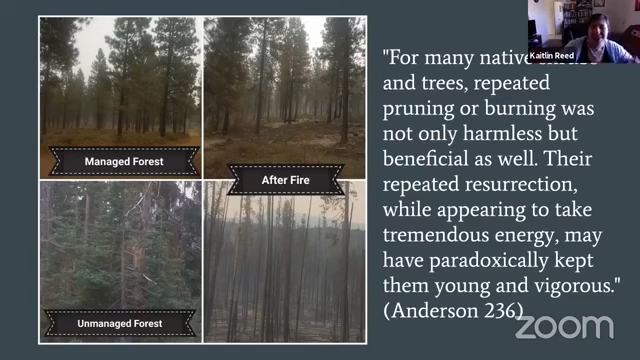 Kaitlin Reed
"For many native
and trees, repeated
pruning or burning was
not only harmless but
beneficial as well. Their
repeated resurrection,
while appearing to take
tremendous energy, may
have paradoxically kept
them young and vigorous."
(Anderson 236)
Managed Forest
After Fire
Unmanaged Forest
zoom